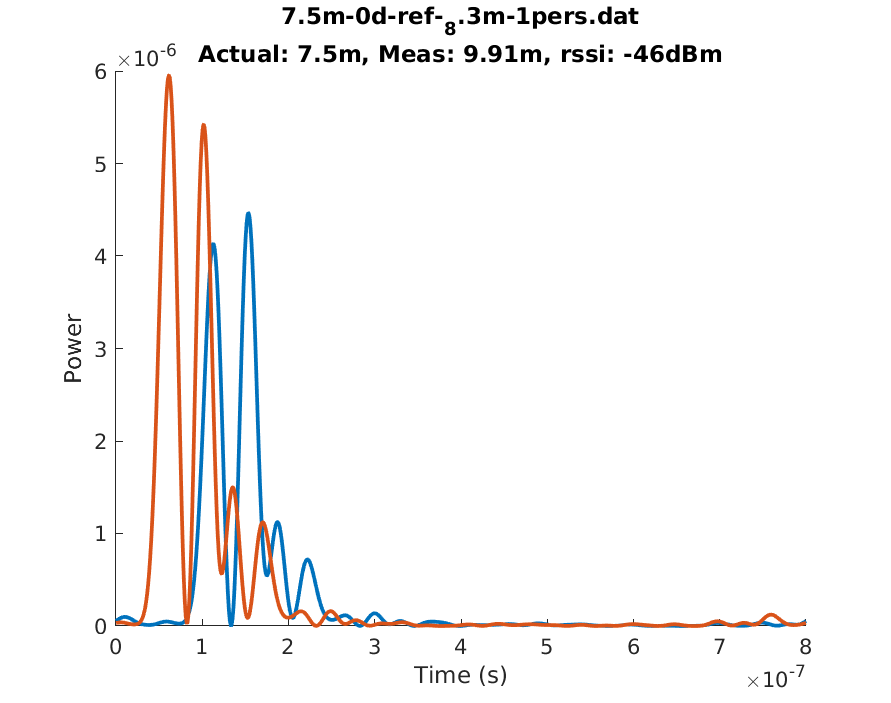 7.5m-0d-ref-8.3m-1pers.dat
Actual: 7.5m, Meas: 9.91m, rssi: -46dBm
×10-6
6
5
4
3
2
1
0
Power
0 1 2 3 4 5 6 7 8
Time (s)
×10-7